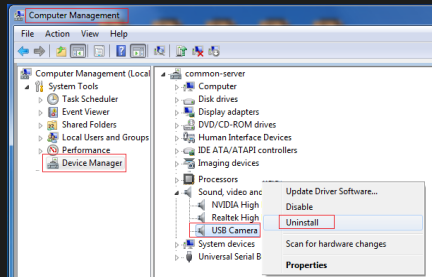 Computer Management
File Action View Help
Computer Management (Local
System Tools
Task Scheduler
Event Viewer
Shared Folders
Local Users and Groups
Performance
Device Manager
common-server
Computer
Disk drives
Display adapters
DVD/CD-ROM drives
Human Interface Devices
IDE ATA/ATAPI controllers
Imaging devices
Processors
Sound, video and
NVIDIA High
Realtek High
USB Camera
System devices
Universal Serial B
Update Driver Software...
Disable
Uninstall
Scan for hardware changes
Properties